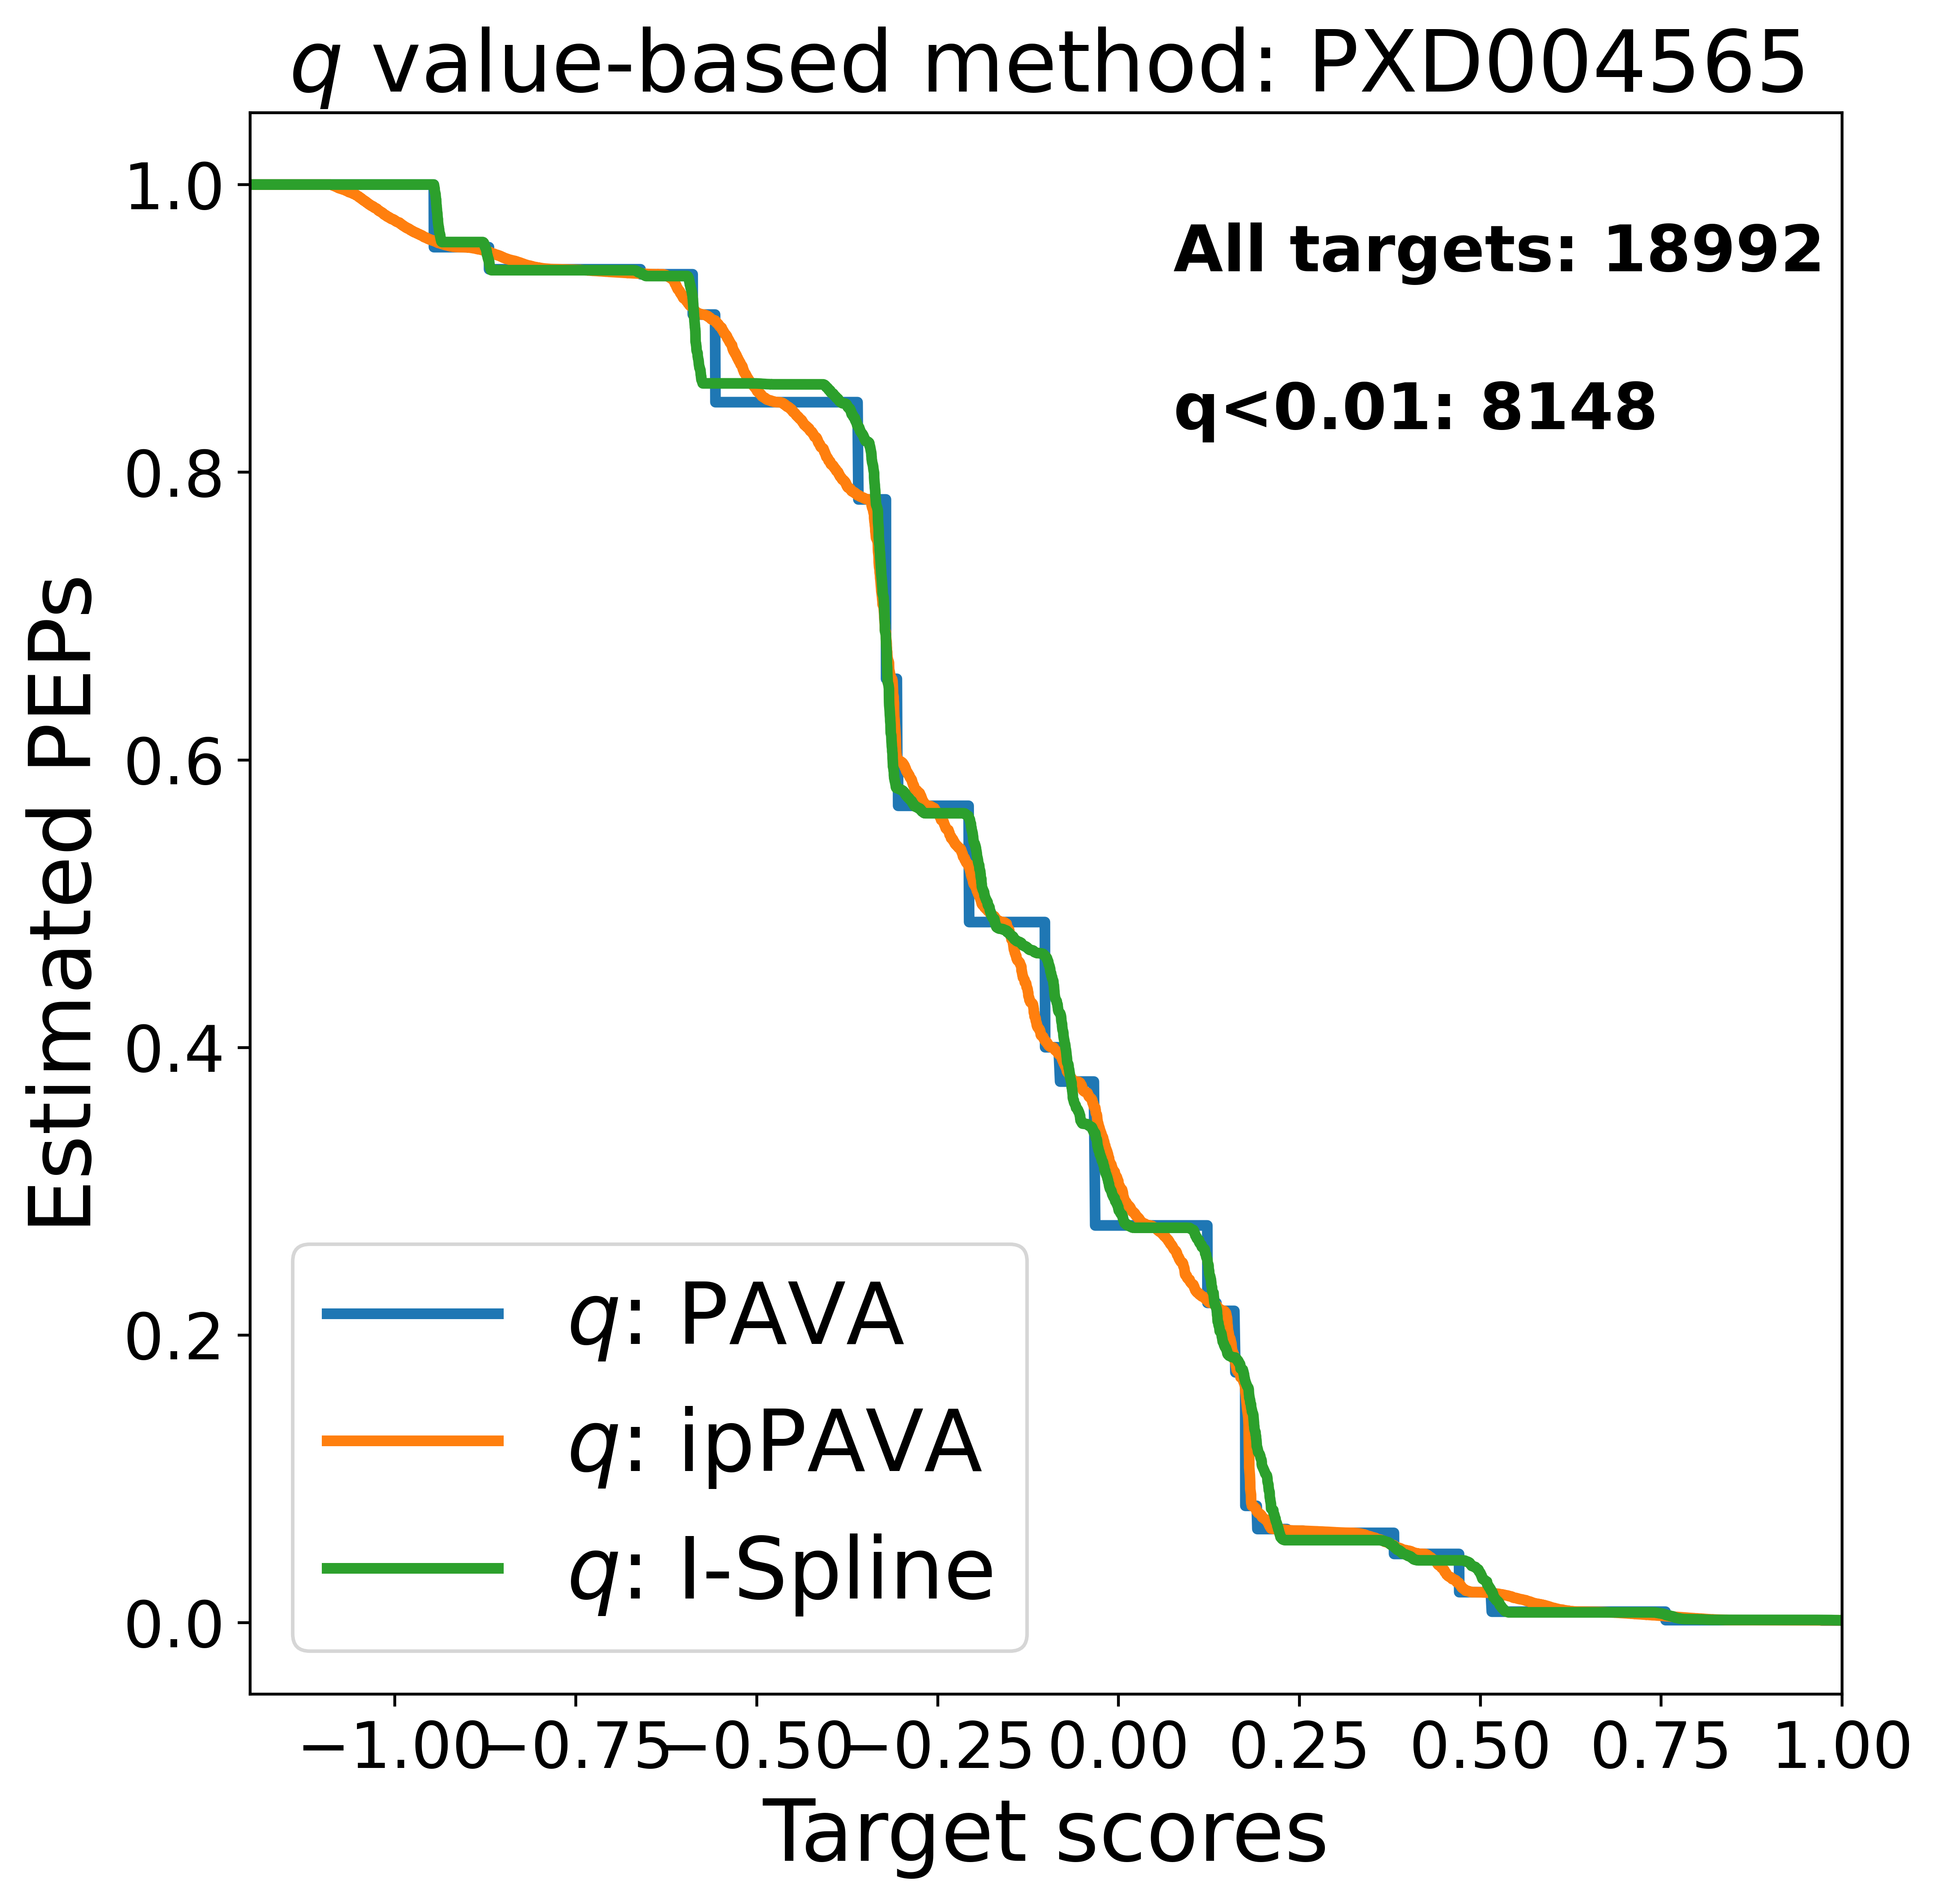 q value-based method: PXD004565
All targets: 18992
q<0.01: 8148
Estimated PEPs
1.0
0.8
0.6
0.4
0.2
0.0
q: PAVA
q: ipPAVA
q: I-Spline
−1.00 −0.75 −0.50 −0.25 0.00 0.25 0.50 0.75 1.00
Target scores